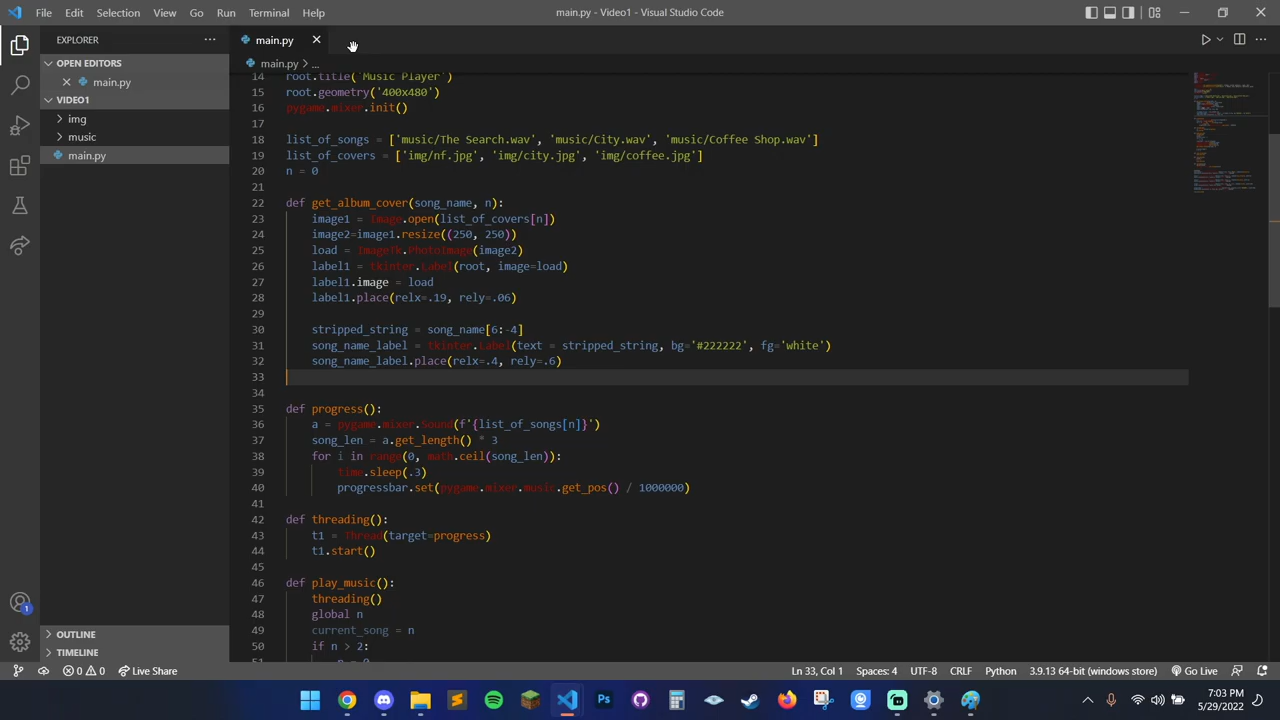 File Edit Selection View Go Run Terminal Help main.py - Video1 - Visual Studio Code
EXPLORER ... main.py
OPEN EDITORS main.py > ...
main.py
VIDEO1
img
music
main.py
14 root.title('Music Player')
15 root.geometry('400x480')
16 pygame.mixer.init()
17
18 list_of_songs = ['music/The Search.wav', 'music/City.wav', 'music/Coffee Shop.wav']
19 list_of_covers = ['img/nf.jpg', 'img/city.jpg', 'img/coffee.jpg']
20 n = 0
21
22 def get_album_cover(song_name, n):
23 image1 = Image.open(list_of_covers[n])
24 image2=image1.resize((250, 250))
25 load = ImageTk.PhotoImage(image2)
26 label1 = tkinter.Label(root, image=load)
27 label1.image = load
28 label1.place(relx=.19, rely=.06)
29
30 stripped_string = song_name[6:-4]
31 song_name_label = tkinter.Label(text = stripped_string, bg='#222222', fg='white')
32 song_name_label.place(relx=.4, rely=.6)
33
34
35 def progress():
36 a = pygame.mixer.Sound(f'{list_of_songs[n]}')
37 song_len = a.get_length() * 3
38 for i in range(0, math.ceil(song_len)):
39 time.sleep(.3)
40 progressbar.set(pygame.mixer.music.get_pos() / 1000000)
41
42 def threading():
43 t1 = Thread(target=progress)
44 t1.start()
45
46 def play_music():
47 threading()
48 global n
49 current_song = n
50 if n > 2:
51 n = 0
OUTLINE
TIMELINE
1
0 0 Live Share Ln 33, Col 1 Spaces: 4 UTF-8 CRLF Python 3.9.13 64-bit (windows store) Go Live
Ps 7:03 PM
5/29/2022